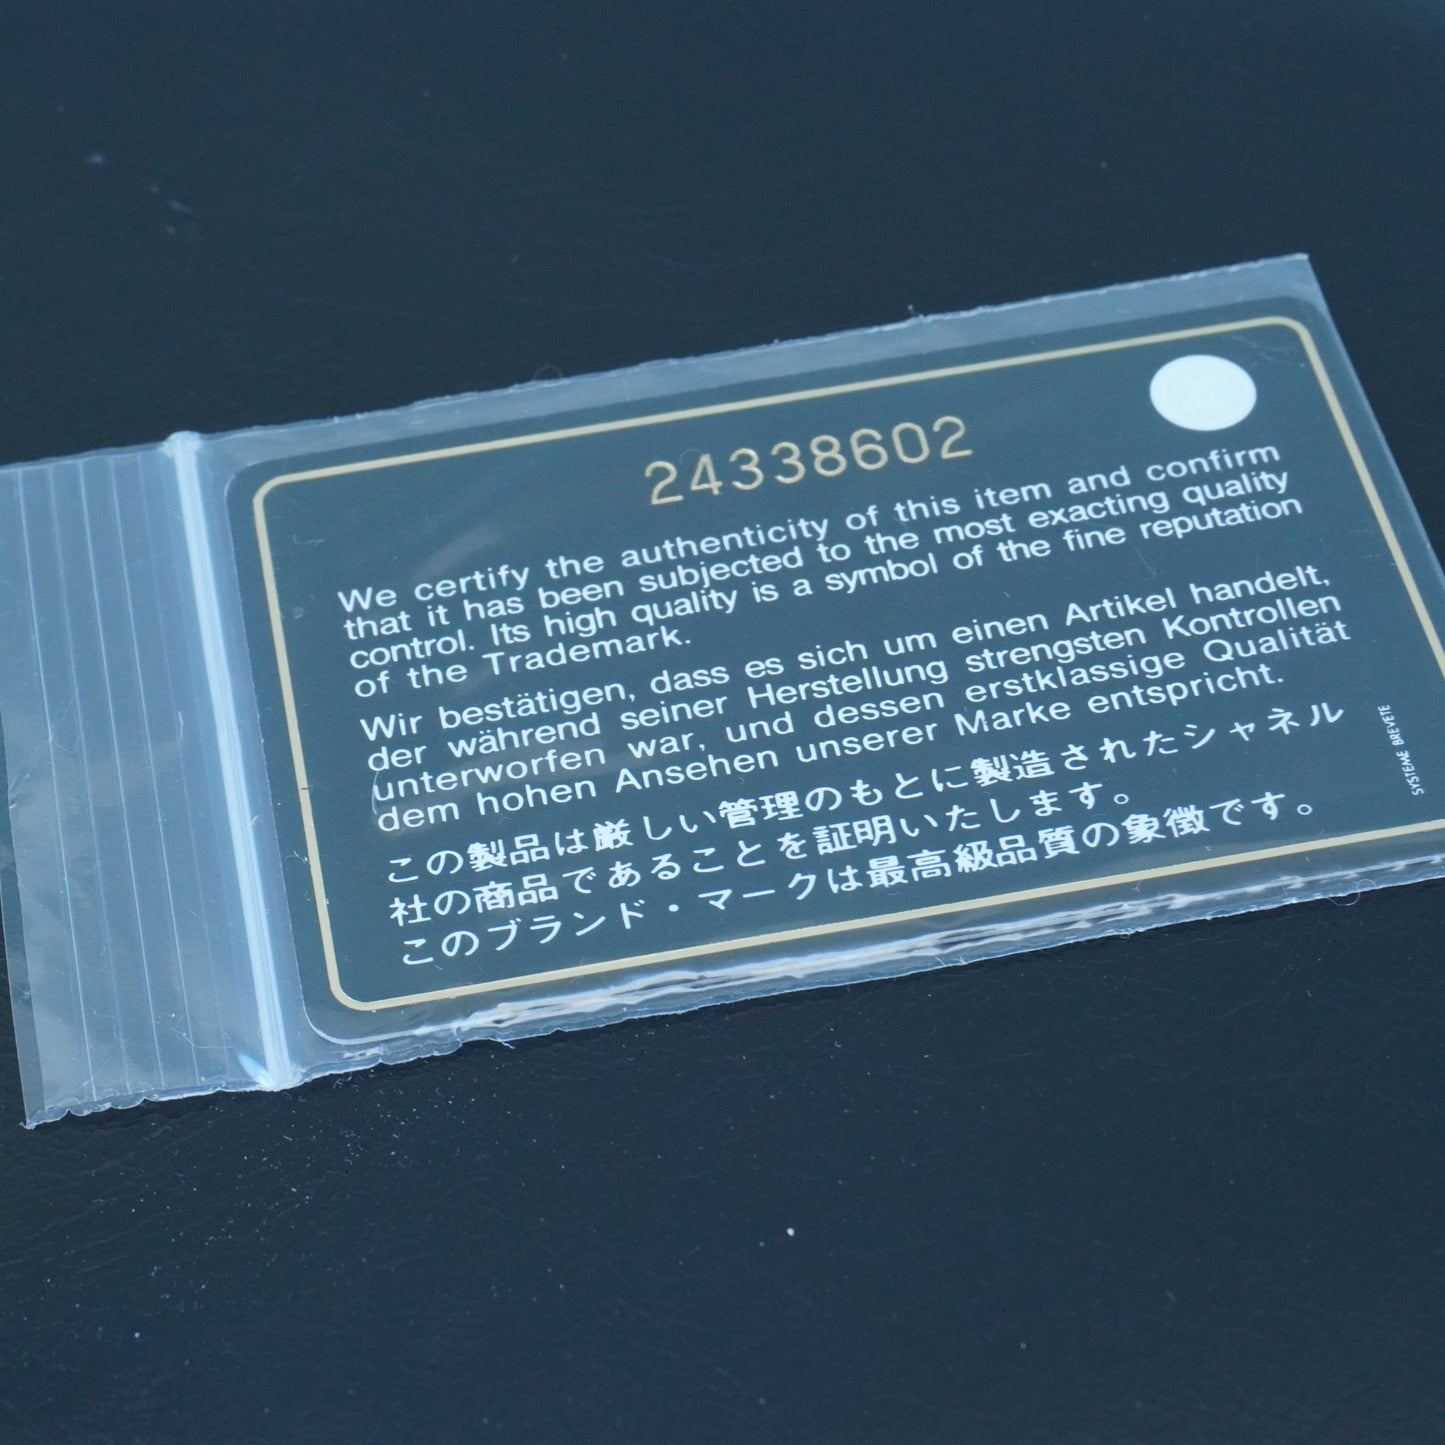 24338602
We certify the authenticity of this item and confirm
that it has been subjected to the most exacting quality
control. Its high quality is a symbol of the fine reputation
of the Trademark.
Wir bestätigen, dass es sich um einen Artikel handelt,
der während seiner Herstellung strengsten Kontrollen
unterworfen war, und dessen erstklassige Qualität
dem hohen Ansehen unserer Marke entspricht.
この製品は厳しい管理のもとに製造されたシャネル
社の商品であることを証明いたします。
このブランド・マークは最高級品質の象徴です。
SYSTEME BREVETE